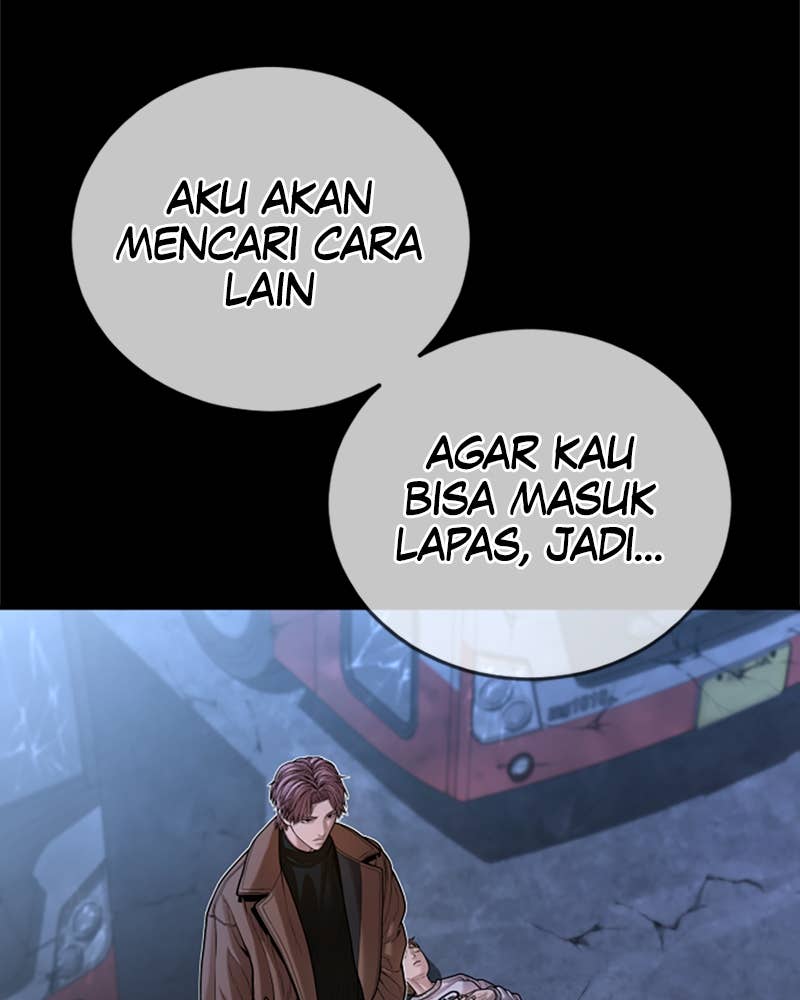 AKU AKAN
MENCARI CARA
LAIN
AGAR KAU
BISA MASUK
LAPAS, JADI...